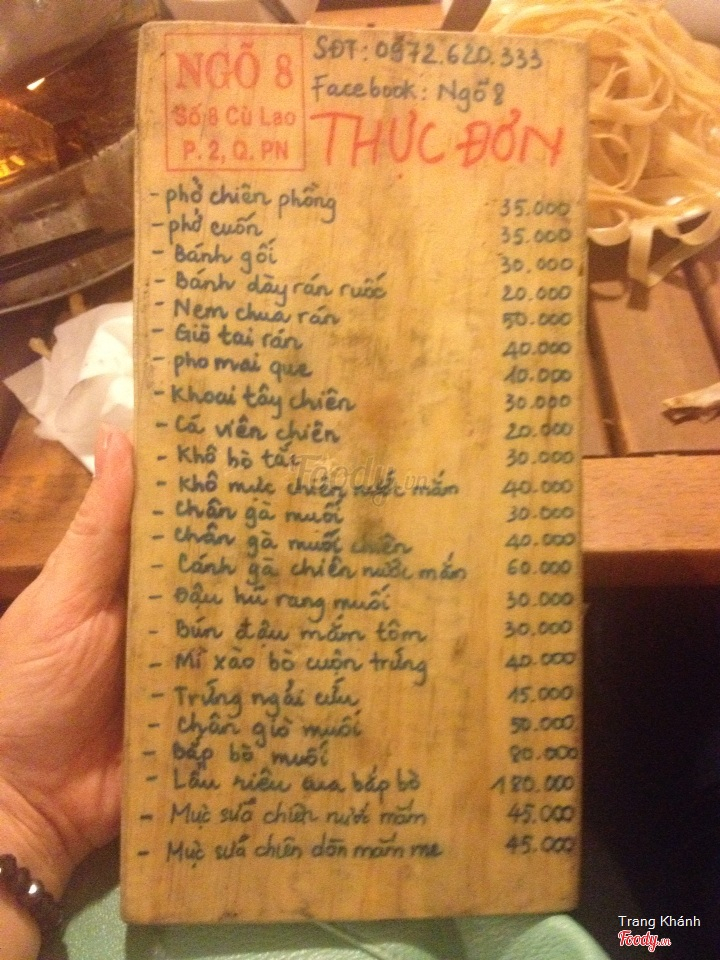 NGÕ 8
Số 8 Cù Lao
P. 2, Q. PN
SĐT: 0972.620.333
Facebook: Ngõ 8
THỰC ĐƠN
- phở chiên phồng 35.000
- phở cuốn 35.000
- Bánh gối 30.000
- Bánh dày rán ruốc 20.000
- Nem chua rán 50.000
- Giò tai rán 40.000
- pho mai que 10.000
- Khoai tây chiên 30.000
- Cá viên chiên 20.000
- Khô bò tắc 30.000
- Khô mực chiên nước mắm 40.000
- Chân gà muối 30.000
- Chân gà muối chiên 40.000
- Cánh gà chiên nước mắm 60.000
- Đậu hũ rang muối 30.000
- Bún đậu mắm tôm 30.000
- Mì xào bò cuộn trứng 40.000
- Trứng ngải cứu 15.000
- Chân giò muối 50.000
- Bắp bò muối 80.000
- Lẩu riêu cua bắp bò 180.000
- Mực sữa chiên nước mắm 45.000
- Mực sữa chiên dòn mắm me 45.000
Foody.vn
Trang Khánh
Foody.vn